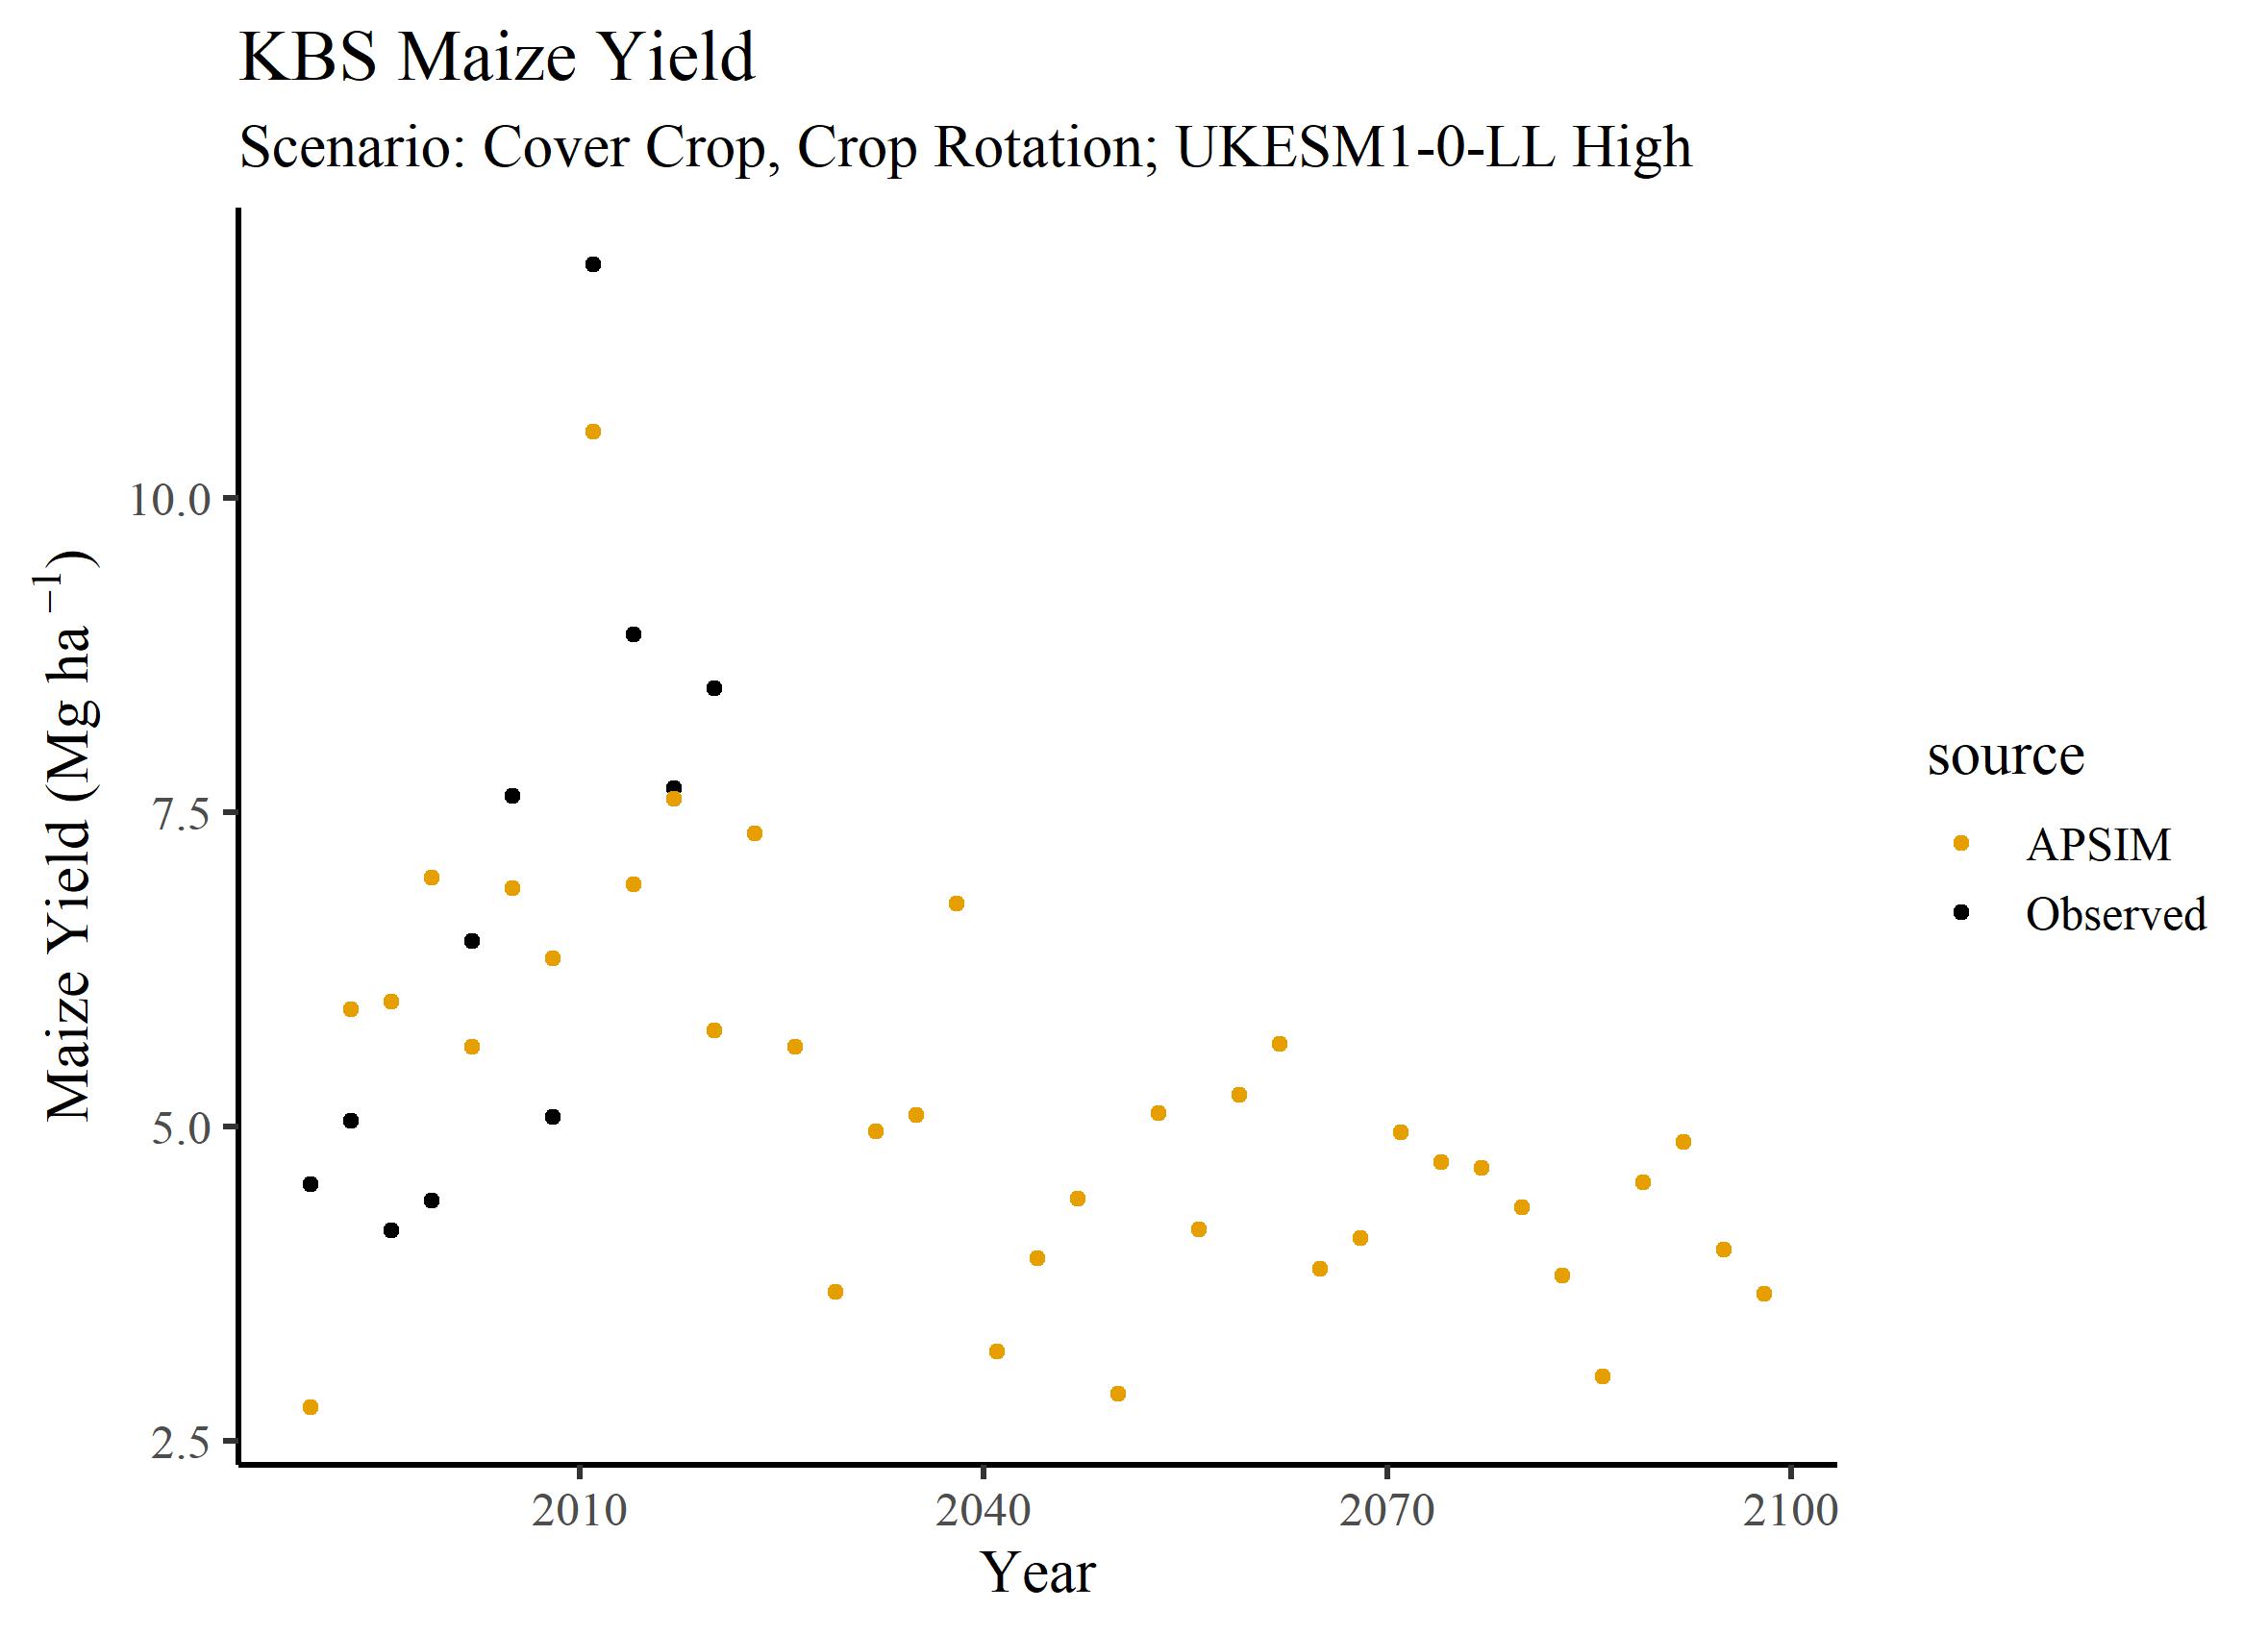 KBS Maize Yield
Scenario: Cover Crop, Crop Rotation; UKESM1-0-LL High
Maize Yield (Mg ha⁻¹)
10.0
7.5
5.0
2.5
2010
2040
2070
2100
Year
source
APSIM
Observed